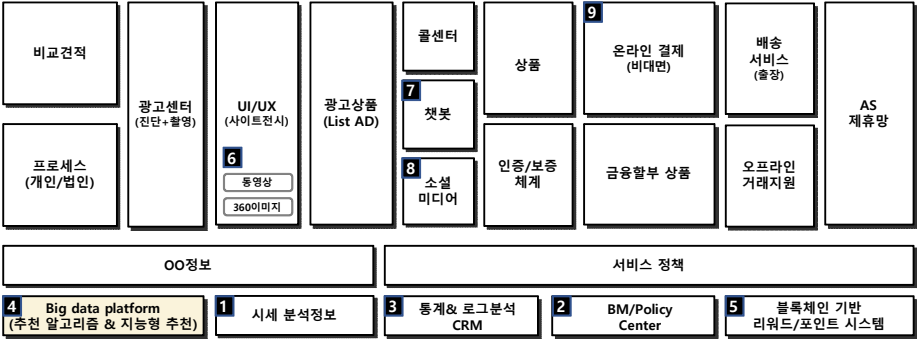 비교견적
프로세스
(개인/법인)
광고센터
(진단+촬영)
UI/UX
(사이트전시)
6
동영상
360이미지
광고상품
(List AD)
콜센터
7
챗봇
8
소셜
미디어
상품
인증/보증
체계
9
온라인 결제
(비대면)
금융할부 상품
배송
서비스
(출장)
오프라인
거래지원
AS
제휴망
OO정보
서비스 정책
4
Big data platform
(추천 알고리즘 & 지능형 추천)
1
시세 분석정보
3
통계& 로그분석
CRM
2
BM/Policy
Center
5
블록체인 기반
리워드/포인트 시스템